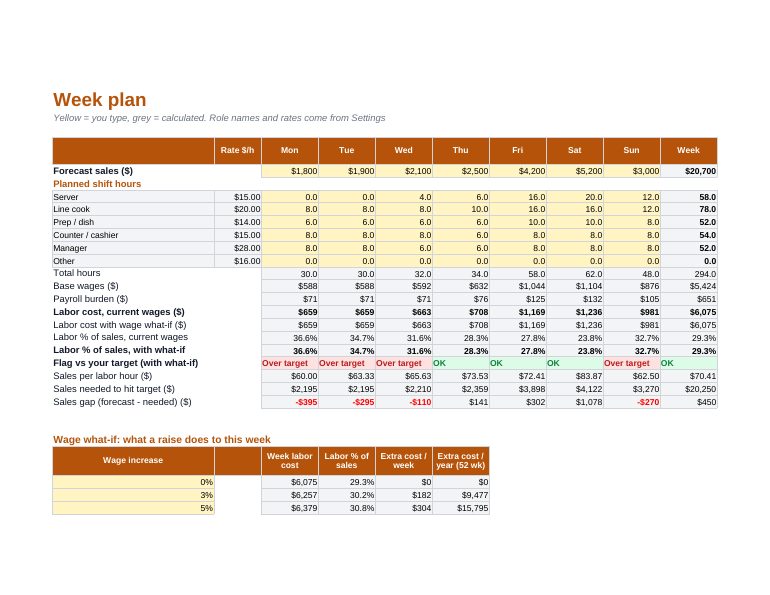 Week plan
Yellow = you type, grey = calculated. Role names and rates come from Settings
Rate $/h Mon Tue Wed Thu Fri Sat Sun Week
Forecast sales ($) $1,800 $1,900 $2,100 $2,500 $4,200 $5,200 $3,000 $20,700
Planned shift hours
Server $15.00 0.0 0.0 4.0 6.0 16.0 20.0 12.0 58.0
Line cook $20.00 8.0 8.0 8.0 10.0 16.0 16.0 12.0 78.0
Prep / dish $14.00 6.0 6.0 6.0 6.0 10.0 10.0 8.0 52.0
Counter / cashier $15.00 8.0 8.0 8.0 6.0 8.0 8.0 8.0 54.0
Manager $28.00 8.0 8.0 6.0 6.0 8.0 8.0 8.0 52.0
Other $16.00 0.0 0.0 0.0 0.0 0.0 0.0 0.0 0.0
Total hours 30.0 30.0 32.0 34.0 58.0 62.0 48.0 294.0
Base wages ($) $588 $588 $592 $632 $1,044 $1,104 $876 $5,424
Payroll burden ($) $71 $71 $71 $76 $125 $132 $105 $651
Labor cost, current wages ($) $659 $659 $663 $708 $1,169 $1,236 $981 $6,075
Labor cost with wage what-if ($) $659 $659 $663 $708 $1,169 $1,236 $981 $6,075
Labor % of sales, current wages 36.6% 34.7% 31.6% 28.3% 27.8% 23.8% 32.7% 29.3%
Labor % of sales, with what-if 36.6% 34.7% 31.6% 28.3% 27.8% 23.8% 32.7% 29.3%
Flag vs your target (with what-if) Over target Over target Over target OK OK OK Over target OK
Sales per labor hour ($) $60.00 $63.33 $65.63 $73.53 $72.41 $83.87 $62.50 $70.41
Sales needed to hit target ($) $2,195 $2,195 $2,210 $2,359 $3,898 $4,122 $3,270 $20,250
Sales gap (forecast - needed) ($) -$395 -$295 -$110 $141 $302 $1,078 -$270 $450
Wage what-if: what a raise does to this week
Wage increase Week labor cost Labor % of sales Extra cost / week Extra cost / year (52 wk)
0% $6,075 29.3% $0 $0
3% $6,257 30.2% $182 $9,477
5% $6,379 30.8% $304 $15,795